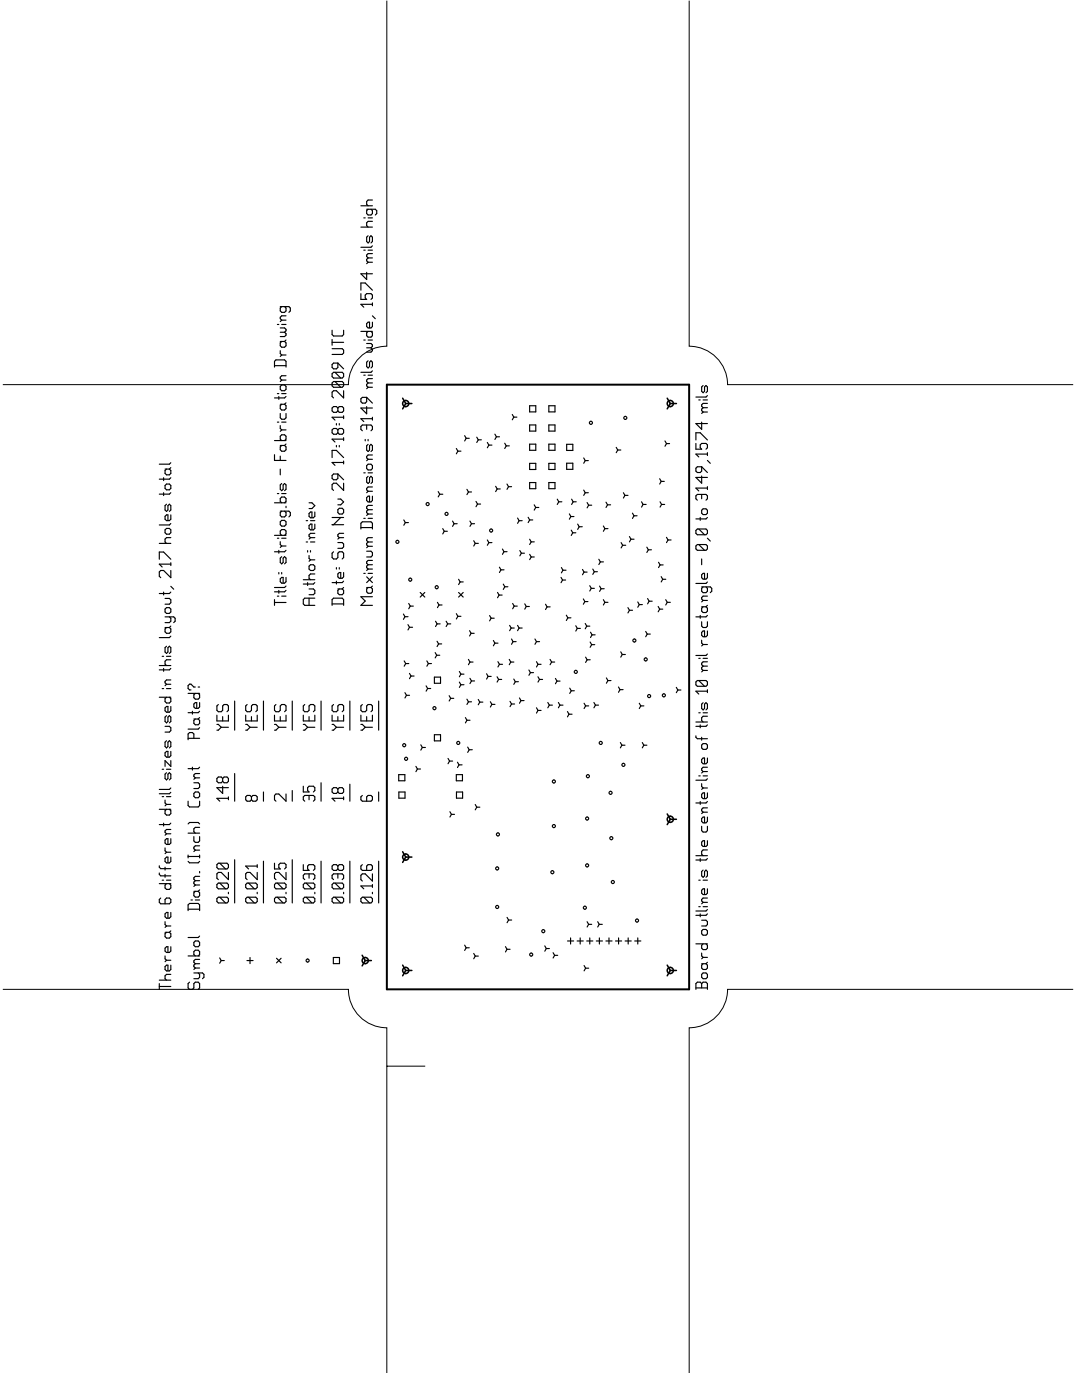 There are 6 different drill sizes used in this layout, 217 holes total
Symbol Diam. (Inch) Count Plated?
0.020 148 YES
0.021 8 YES
0.025 2 YES
0.035 35 YES
0.038 18 YES
0.126 6 YES
Title: stribog.bis - Fabrication Drawing
Author: ineiev
Date: Sun Nov 29 17:18:18 2009 UTC
Maximum Dimensions: 3149 mils wide, 1574 mils high
Board outline is the centerline of this 10 mil rectangle - 0,0 to 3149,1574 mils